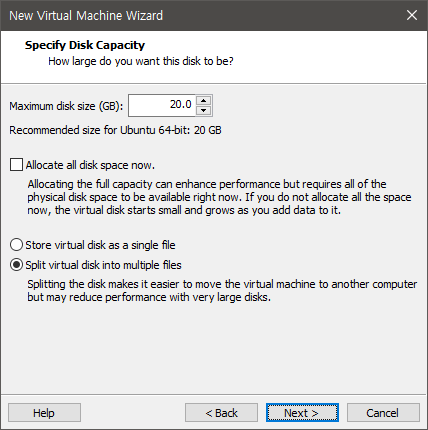 New Virtual Machine Wizard
Specify Disk Capacity
How large do you want this disk to be?
Maximum disk size (GB): 20.0
Recommended size for Ubuntu 64-bit: 20 GB
Allocate all disk space now.
Allocating the full capacity can enhance performance but requires all of the
physical disk space to be available right now. If you do not allocate all the space
now, the virtual disk starts small and grows as you add data to it.
Store virtual disk as a single file
Split virtual disk into multiple files
Splitting the disk makes it easier to move the virtual machine to another computer
but may reduce performance with very large disks.
Help < Back Next > Cancel